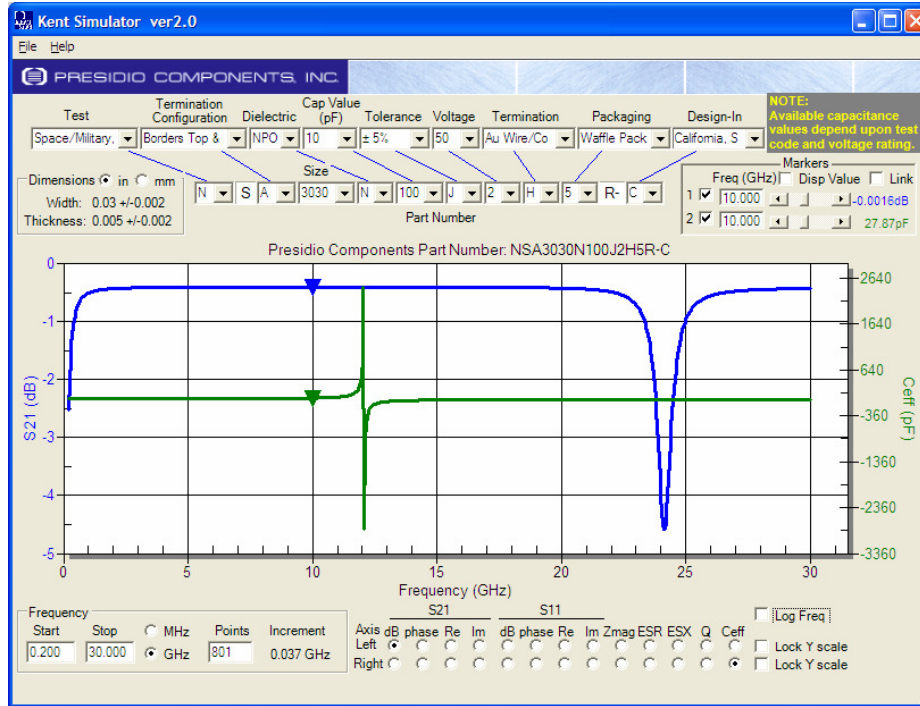 Kent Simulator ver2.0
File Help
PRESIDIO COMPONENTS, INC.
NOTE:
Available capacitance
values depend upon test
code and voltage rating.
Test Termination Configuration Dielectric Cap Value (pF) Tolerance Voltage Termination Packaging Design-In
Space/Military, Borders Top & NPO 10 ± 5% 50 Au Wire/Co Waffle Pack California, S
Size
N S A 3030 N 100 J 2 H 5 R- C
Part Number
Dimensions in mm
Width: 0.03 +/-0.002
Thickness: 0.005 +/-0.002
Markers
Freq (GHz) Disp Value Link
1 10.000 -0.0016dB
2 10.000 27.87pF
Presidio Components Part Number: NSA3030N100J2H5R-C
0
-1
-2
-3
-4
-5
S21 (dB)
2640
1640
640
-360
-1360
-2360
-3360
Ceff (pF)
0 5 10 15 20 25 30
Frequency (GHz)
Frequency
Start Stop MHz Points Increment
0.200 30.000 GHz 801 0.037 GHz
S21 S11
Axis dB phase Re Im dB phase Re Im Zmag ESR ESX Q Ceff
Left
Right
Log Freq
Lock Y scale
Lock Y scale